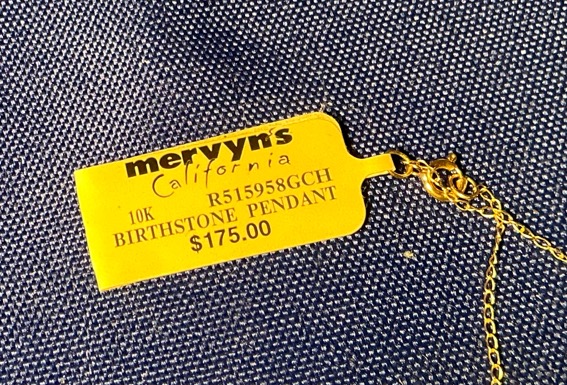 mervyn's
California
10K R515958GCH
BIRTHSTONE PENDANT
$175.00